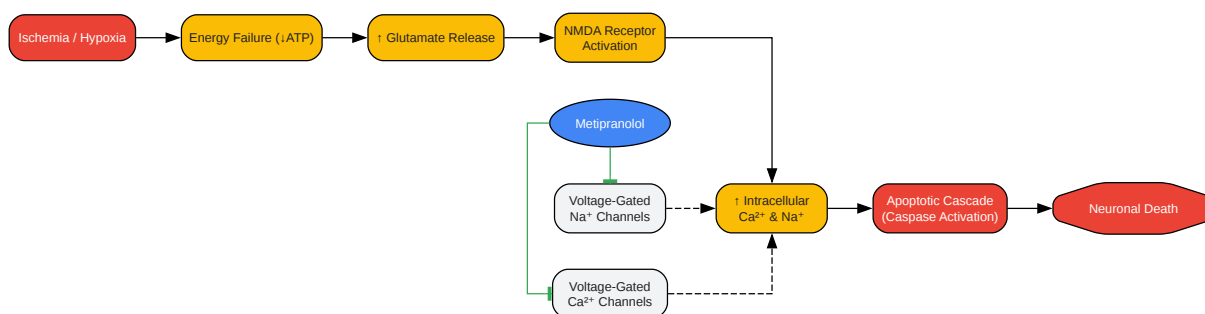 Ischemia / Hypoxia
Energy Failure (↓ATP)
↑ Glutamate Release
NMDA Receptor
Activation
Metipranolol
Voltage-Gated
Na⁺ Channels
↑ Intracellular
Ca²⁺ & Na⁺
Apoptotic Cascade
(Caspase Activation)
Neuronal Death
Voltage-Gated
Ca²⁺ Channels